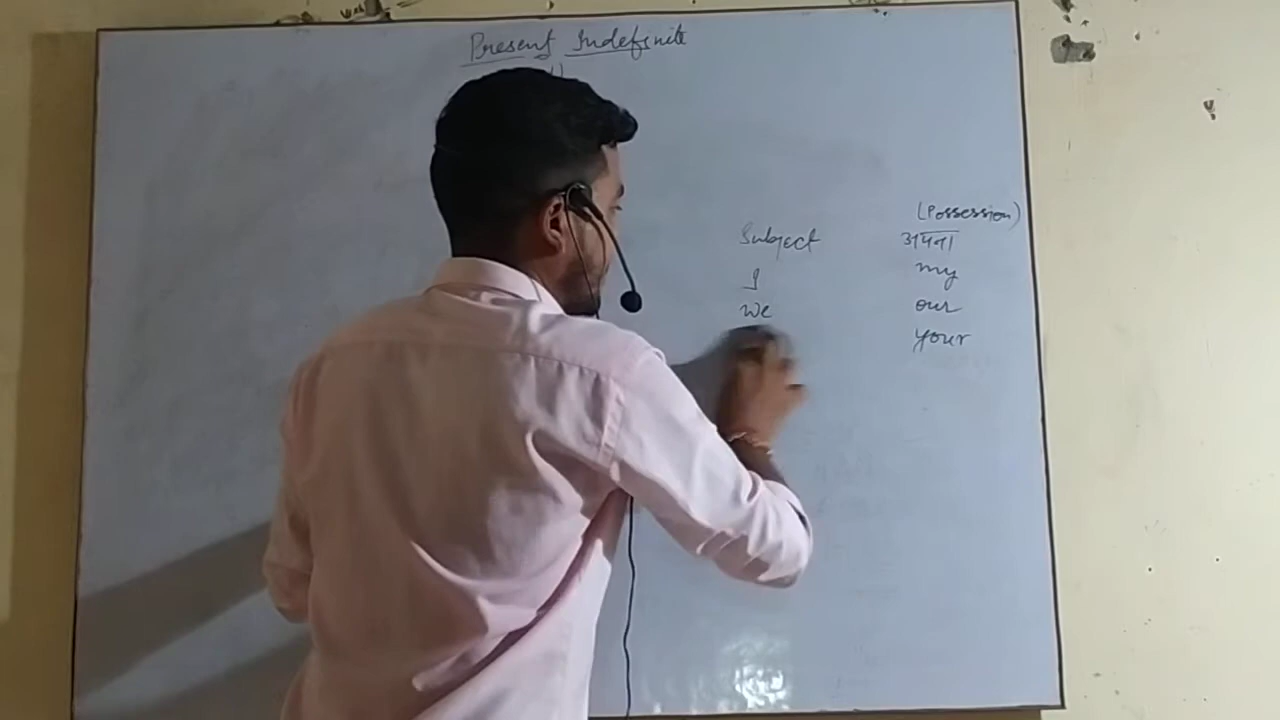 Present Indefinite
(Possession)
Subject अपना
I my
we our
your